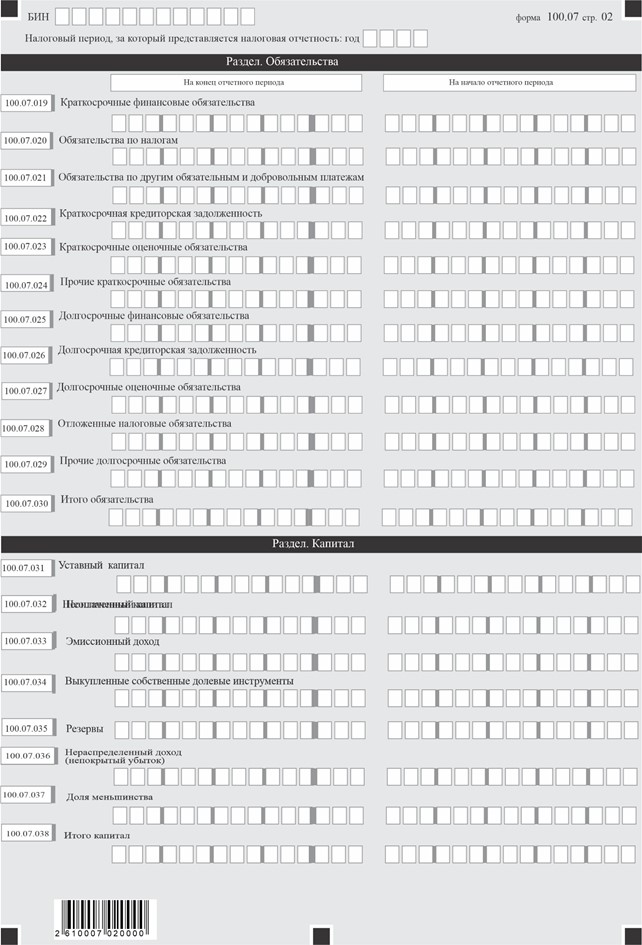 БИН форма 100.07 стр. 02
Налоговый период, за который представляется налоговая отчетность: год
Раздел. Обязательства
На конец отчетного периода На начало отчетного периода
100.07.019 Краткосрочные финансовые обязательства
100.07.020 Обязательства по налогам
100.07.021 Обязательства по другим обязательным и добровольным платежам
100.07.022 Краткосрочная кредиторская задолженность
100.07.023 Краткосрочные оценочные обязательства
100.07.024 Прочие краткосрочные обязательства
100.07.025 Долгосрочные финансовые обязательства
100.07.026 Долгосрочная кредиторская задолженность
100.07.027 Долгосрочные оценочные обязательства
100.07.028 Отложенные налоговые обязательства
100.07.029 Прочие долгосрочные обязательства
100.07.030 Итого обязательства
Раздел. Капитал
100.07.031 Уставный капитал
100.07.032 капитал
100.07.033 Эмиссионный доход
100.07.034 Выкупленные собственные долевые инструменты
100.07.035 Резервы
100.07.036 Нераспределенный доход
(непокрытый убыток)
100.07.037 Доля меньшинства
100.07.038 Итого капитал
2 610007 020000